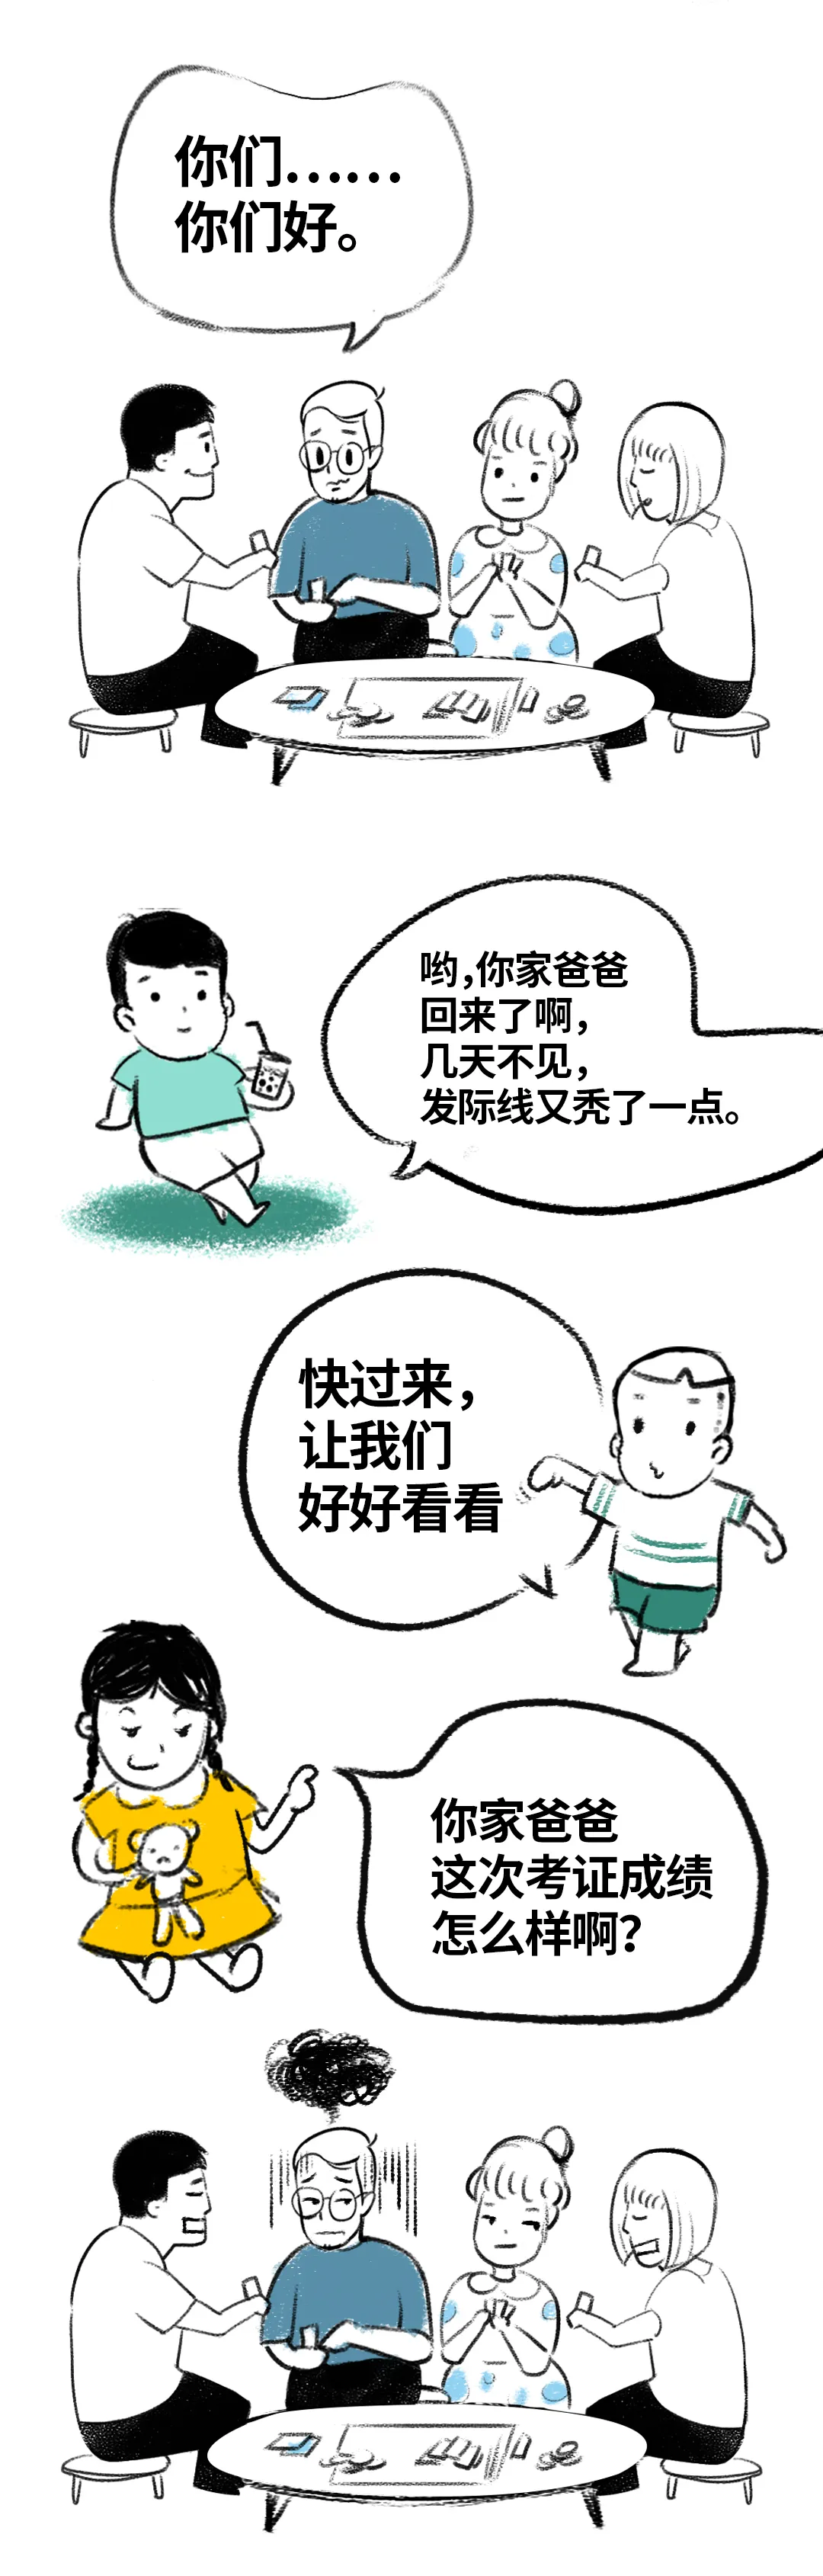 你们……
你们好。
哟，你家爸爸
回来了啊，
几天不见，
发际线又秃了一点。
快过来，
让我们
好好看看
你家爸爸
这次考证成绩
怎么样啊？